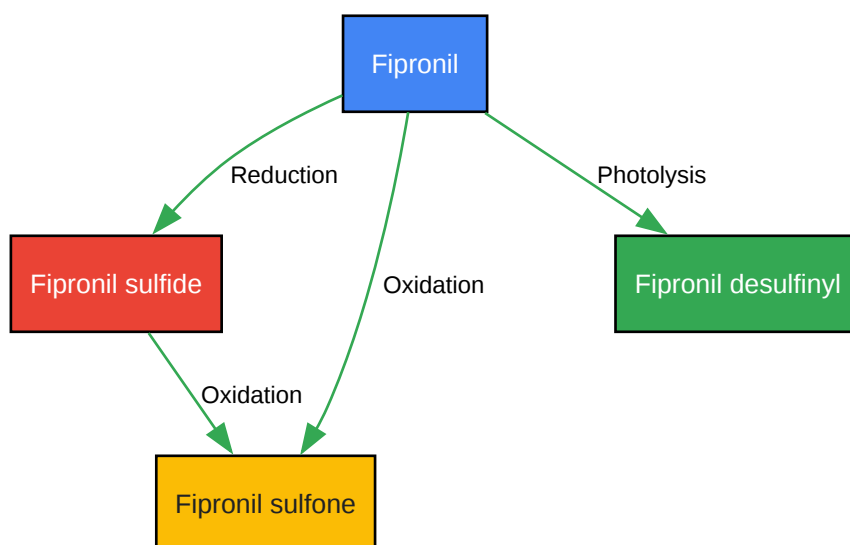 Fipronil
Reduction
Photolysis
Oxidation
Fipronil sulfide
Fipronil desulfinyl
Oxidation
Fipronil sulfone